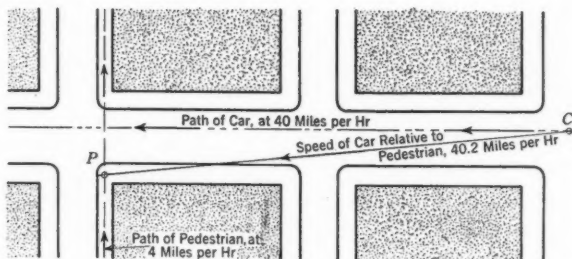 Path of Car, at 40 Miles per Hr
C
Speed of Car Relative to
Pedestrian, 40.2 Miles per Hr
P
Path of Pedestrian, at
4 Miles per Hr